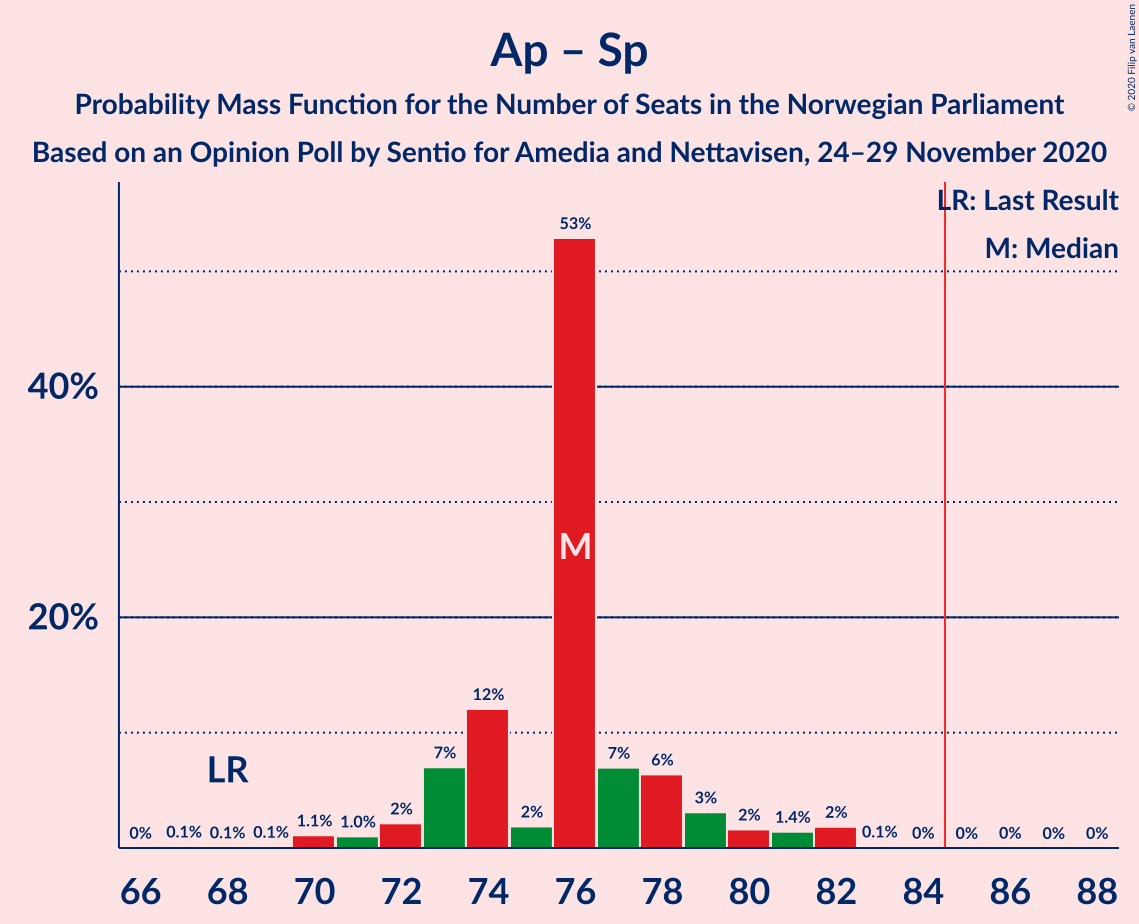 Ap – Sp
Probability Mass Function for the Number of Seats in the Norwegian Parliament
Based on an Opinion Poll by Sentio for Amedia and Nettavisen, 24–29 November 2020
© 2020 Filip van Laenen
LR: Last Result
M: Median
40%
20%
LR
M
0% 0.1% 0.1% 0.1% 1.1% 1.0% 2% 7% 12% 2% 53% 7% 6% 3% 2% 1.4% 2% 0.1% 0% 0% 0% 0% 0%
66 68 70 72 74 76 78 80 82 84 86 88